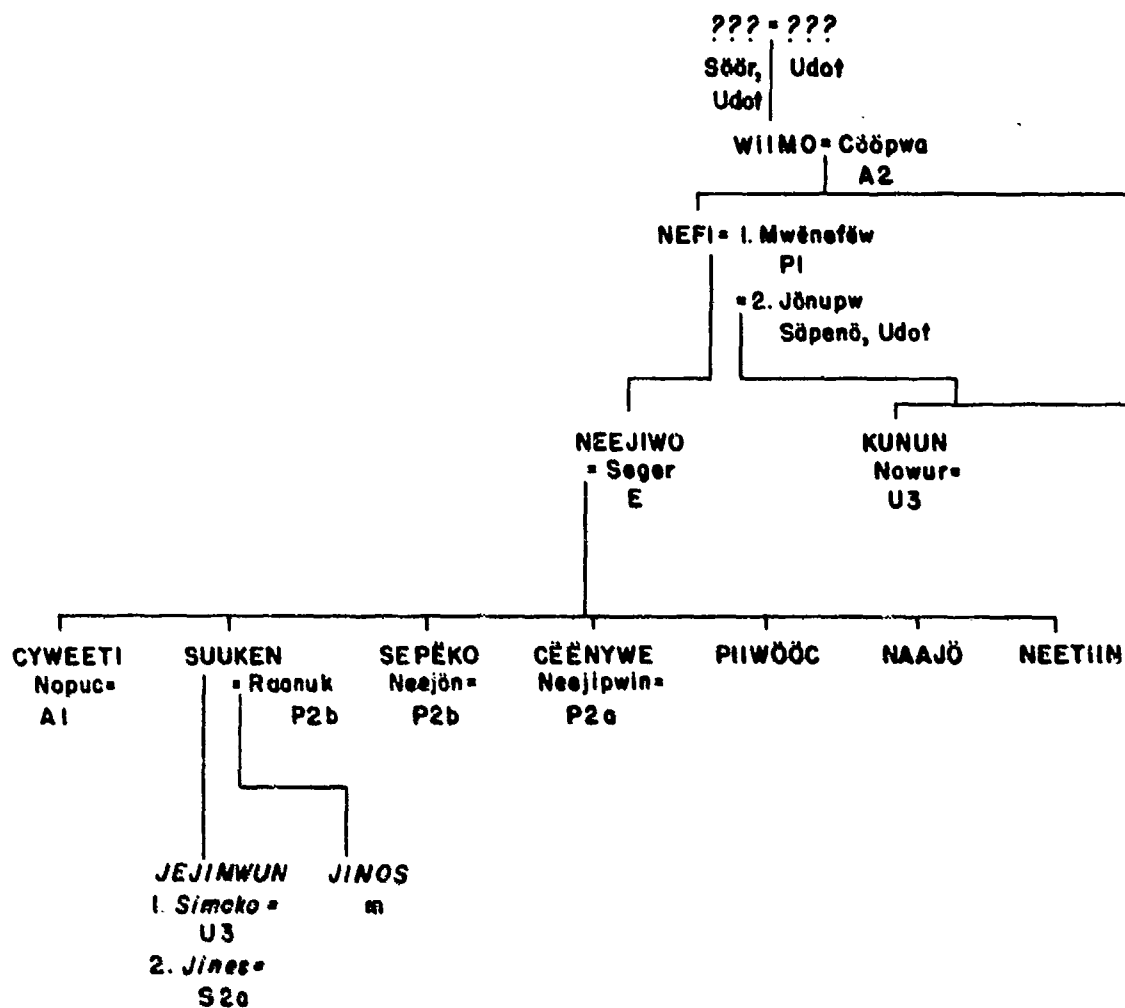 ??? = ???
Söör, Udot
Udot
WIIMO = Cööpwa
A2
NEFI = 1. Mwënefëw
P1
= 2. Jönupw
Säpenö, Udot
NEEJIWO
= Seger
E
KUNUN
Nowur =
U3
CYWEETI SUUKEN SEPËKO CËËNYWE PIIWÖÖC NAAJÖ NEETIIN
Nopuc = = Raanuk Neejön = Neejipwin =
A1 P2b P2b P2a
JEJIMWUN JINOS
1. Simako = m
U3
2. Jines =
S2a